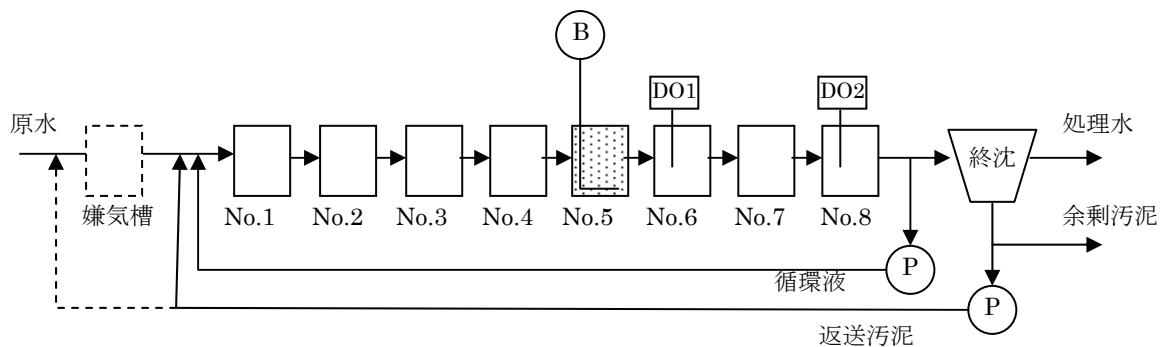 B
DO1
DO2
原水
処理水
終沈
嫌気槽
No.1
No.2
No.3
No.4
No.5
No.6
No.7
No.8
余剰汚泥
循環液
P
P
返送汚泥